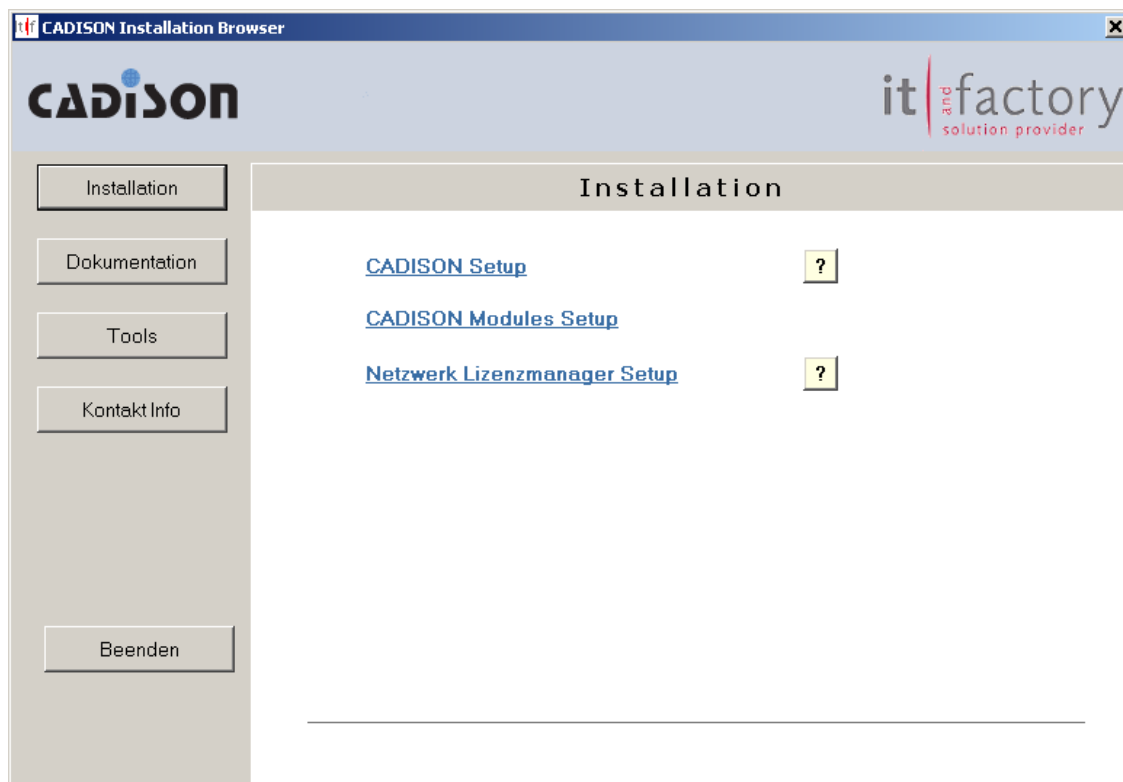 itf CADISON Installation Browser
CADISON
it and factory
solution provider
Installation
Installation
Dokumentation
Tools
Kontakt Info
Beenden
CADISON Setup ?
CADISON Modules Setup
Netzwerk Lizenzmanager Setup ?